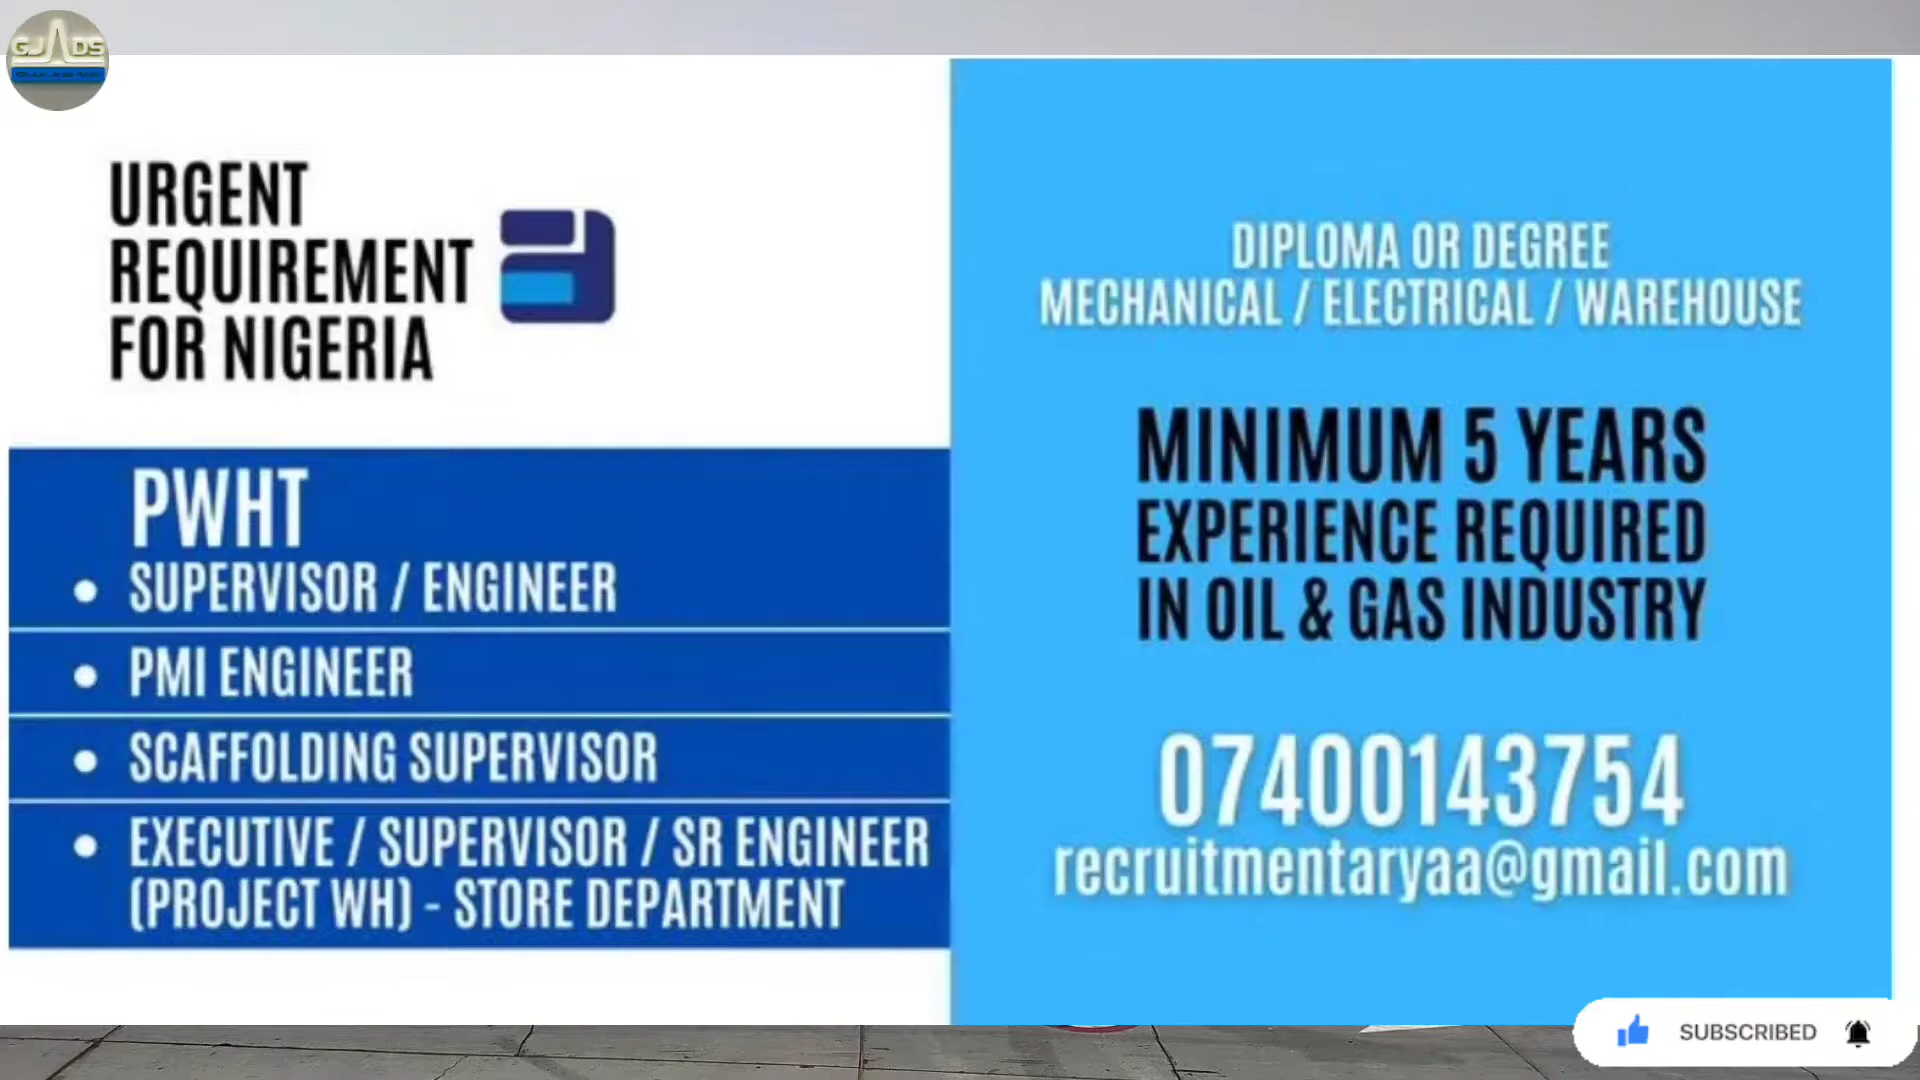 GJADS
URGENT
REQUIREMENT
FOR NIGERIA
PWHT
SUPERVISOR / ENGINEER
PMI ENGINEER
SCAFFOLDING SUPERVISOR
EXECUTIVE / SUPERVISOR / SR ENGINEER
(PROJECT WH) - STORE DEPARTMENT
DIPLOMA OR DEGREE
MECHANICAL / ELECTRICAL / WAREHOUSE
MINIMUM 5 YEARS
EXPERIENCE REQUIRED
IN OIL & GAS INDUSTRY
07400143754
recruitmentaryaa@gmail.com
SUBSCRIBED